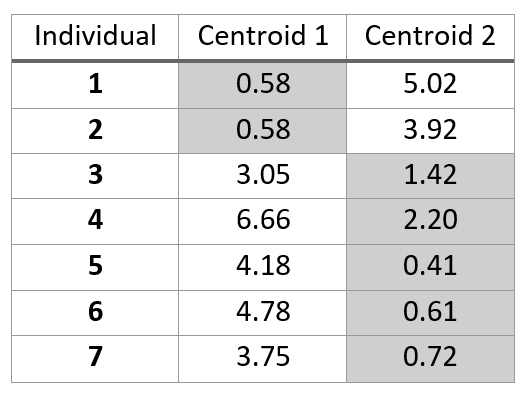 Individual Centroid 1 Centroid 2
1 0.58 5.02
2 0.58 3.92
3 3.05 1.42
4 6.66 2.20
5 4.18 0.41
6 4.78 0.61
7 3.75 0.72